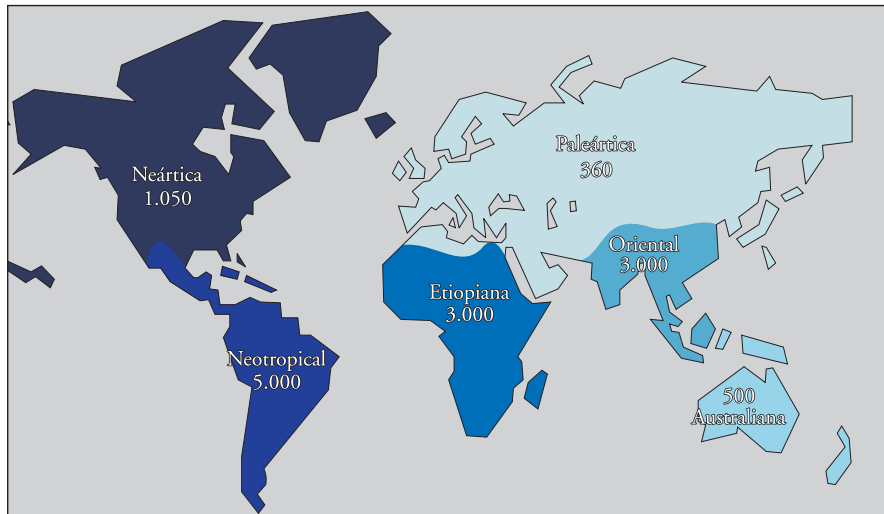 Neártica
1.050
Paleártica
360
Oriental
3.000
Etiopiana
3.000
Neotropical
5.000
500
Australiana